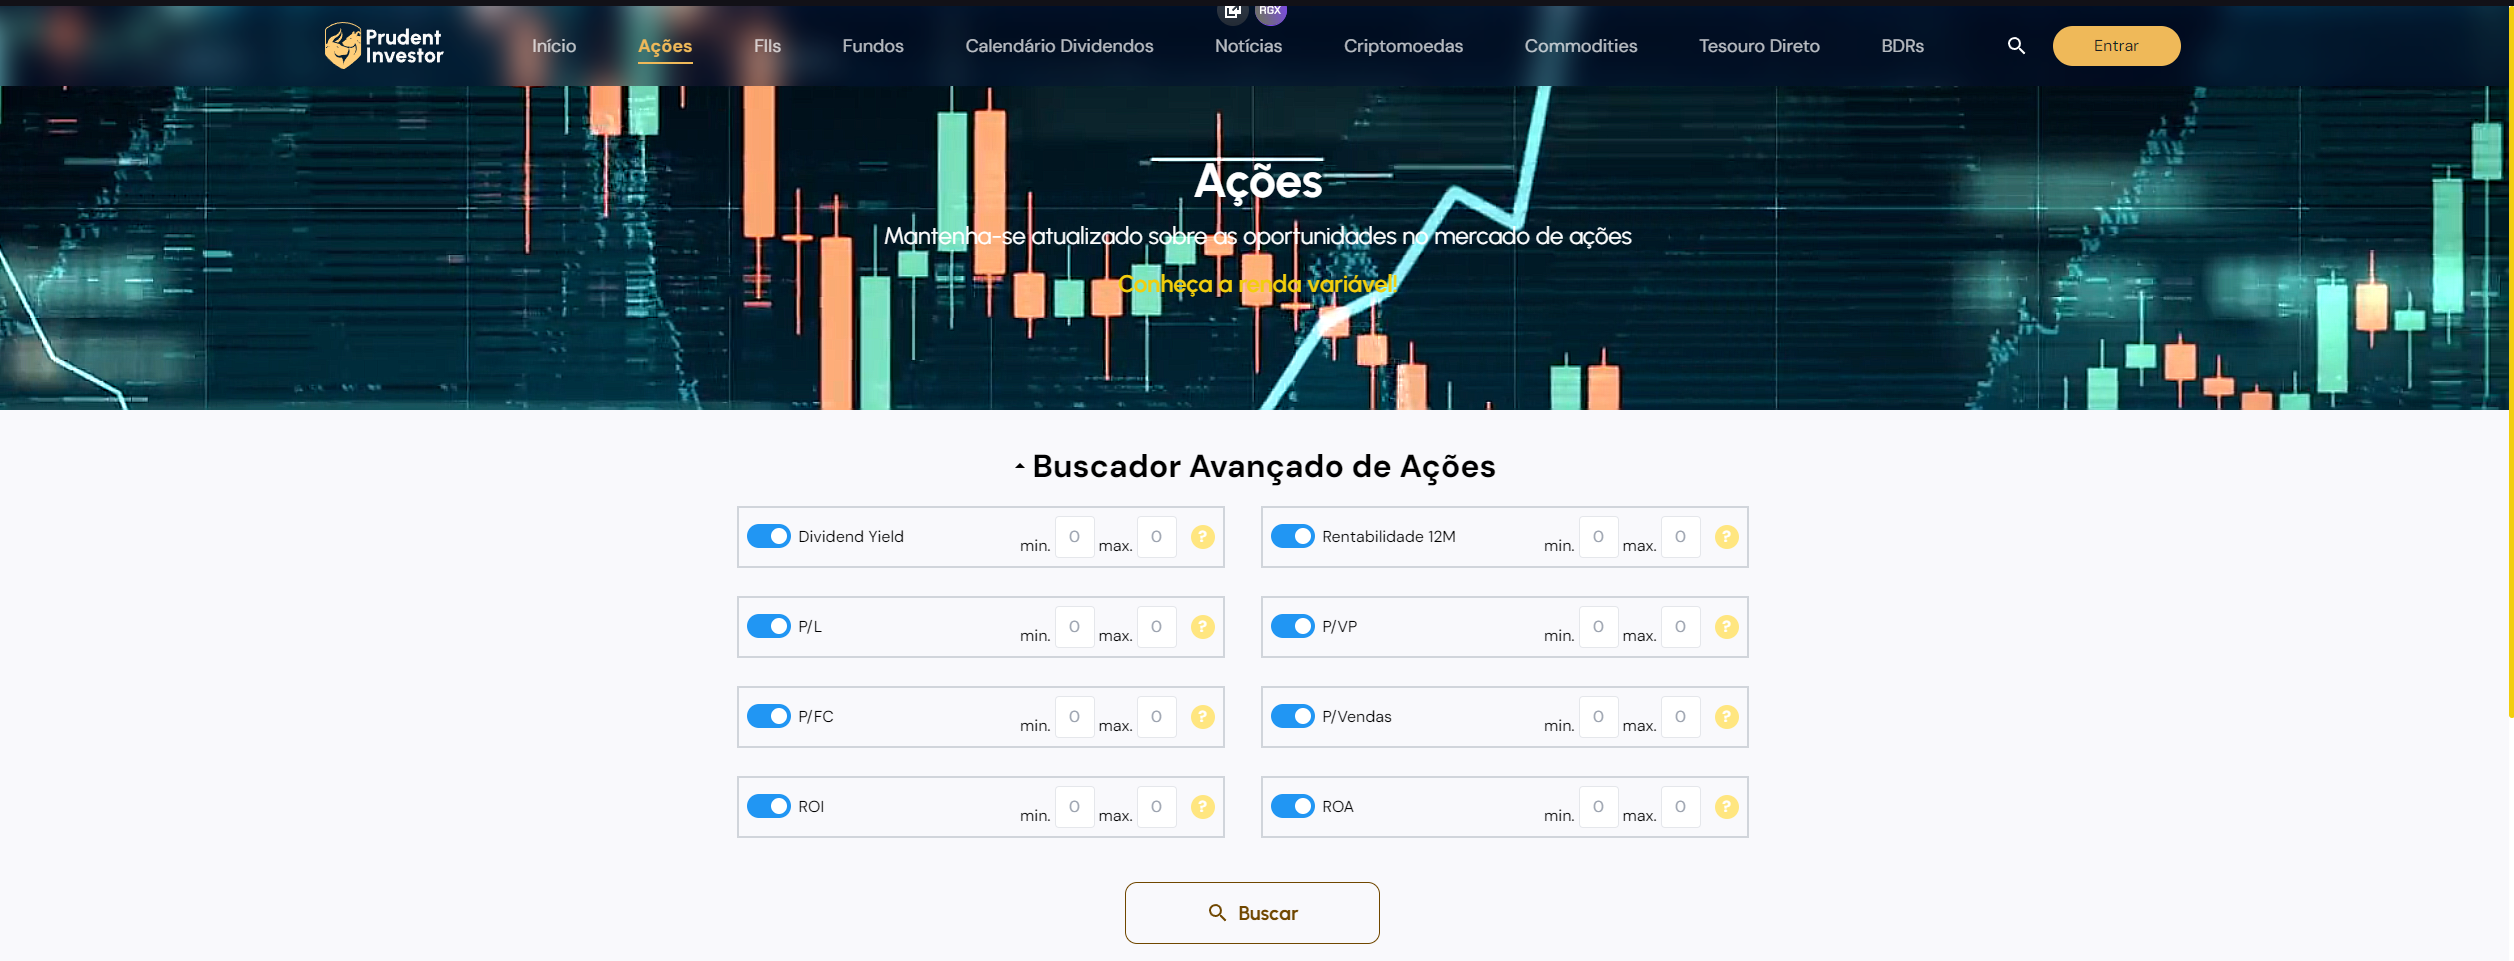 RGX
Prudent
Investor
Início Ações FIIs Fundos Calendário Dividendos Notícias Criptomoedas Commodities Tesouro Direto BDRs Entrar
Ações
Mantenha-se atualizado sobre as oportunidades no mercado de ações
Conheça a renda variável!
Buscador Avançado de Ações
Dividend Yield min. 0 max. 0 ? Rentabilidade 12M min. 0 max. 0 ?
P/L min. 0 max. 0 ? P/VP min. 0 max. 0 ?
P/FC min. 0 max. 0 ? P/Vendas min. 0 max. 0 ?
ROI min. 0 max. 0 ? ROA min. 0 max. 0 ?
Buscar